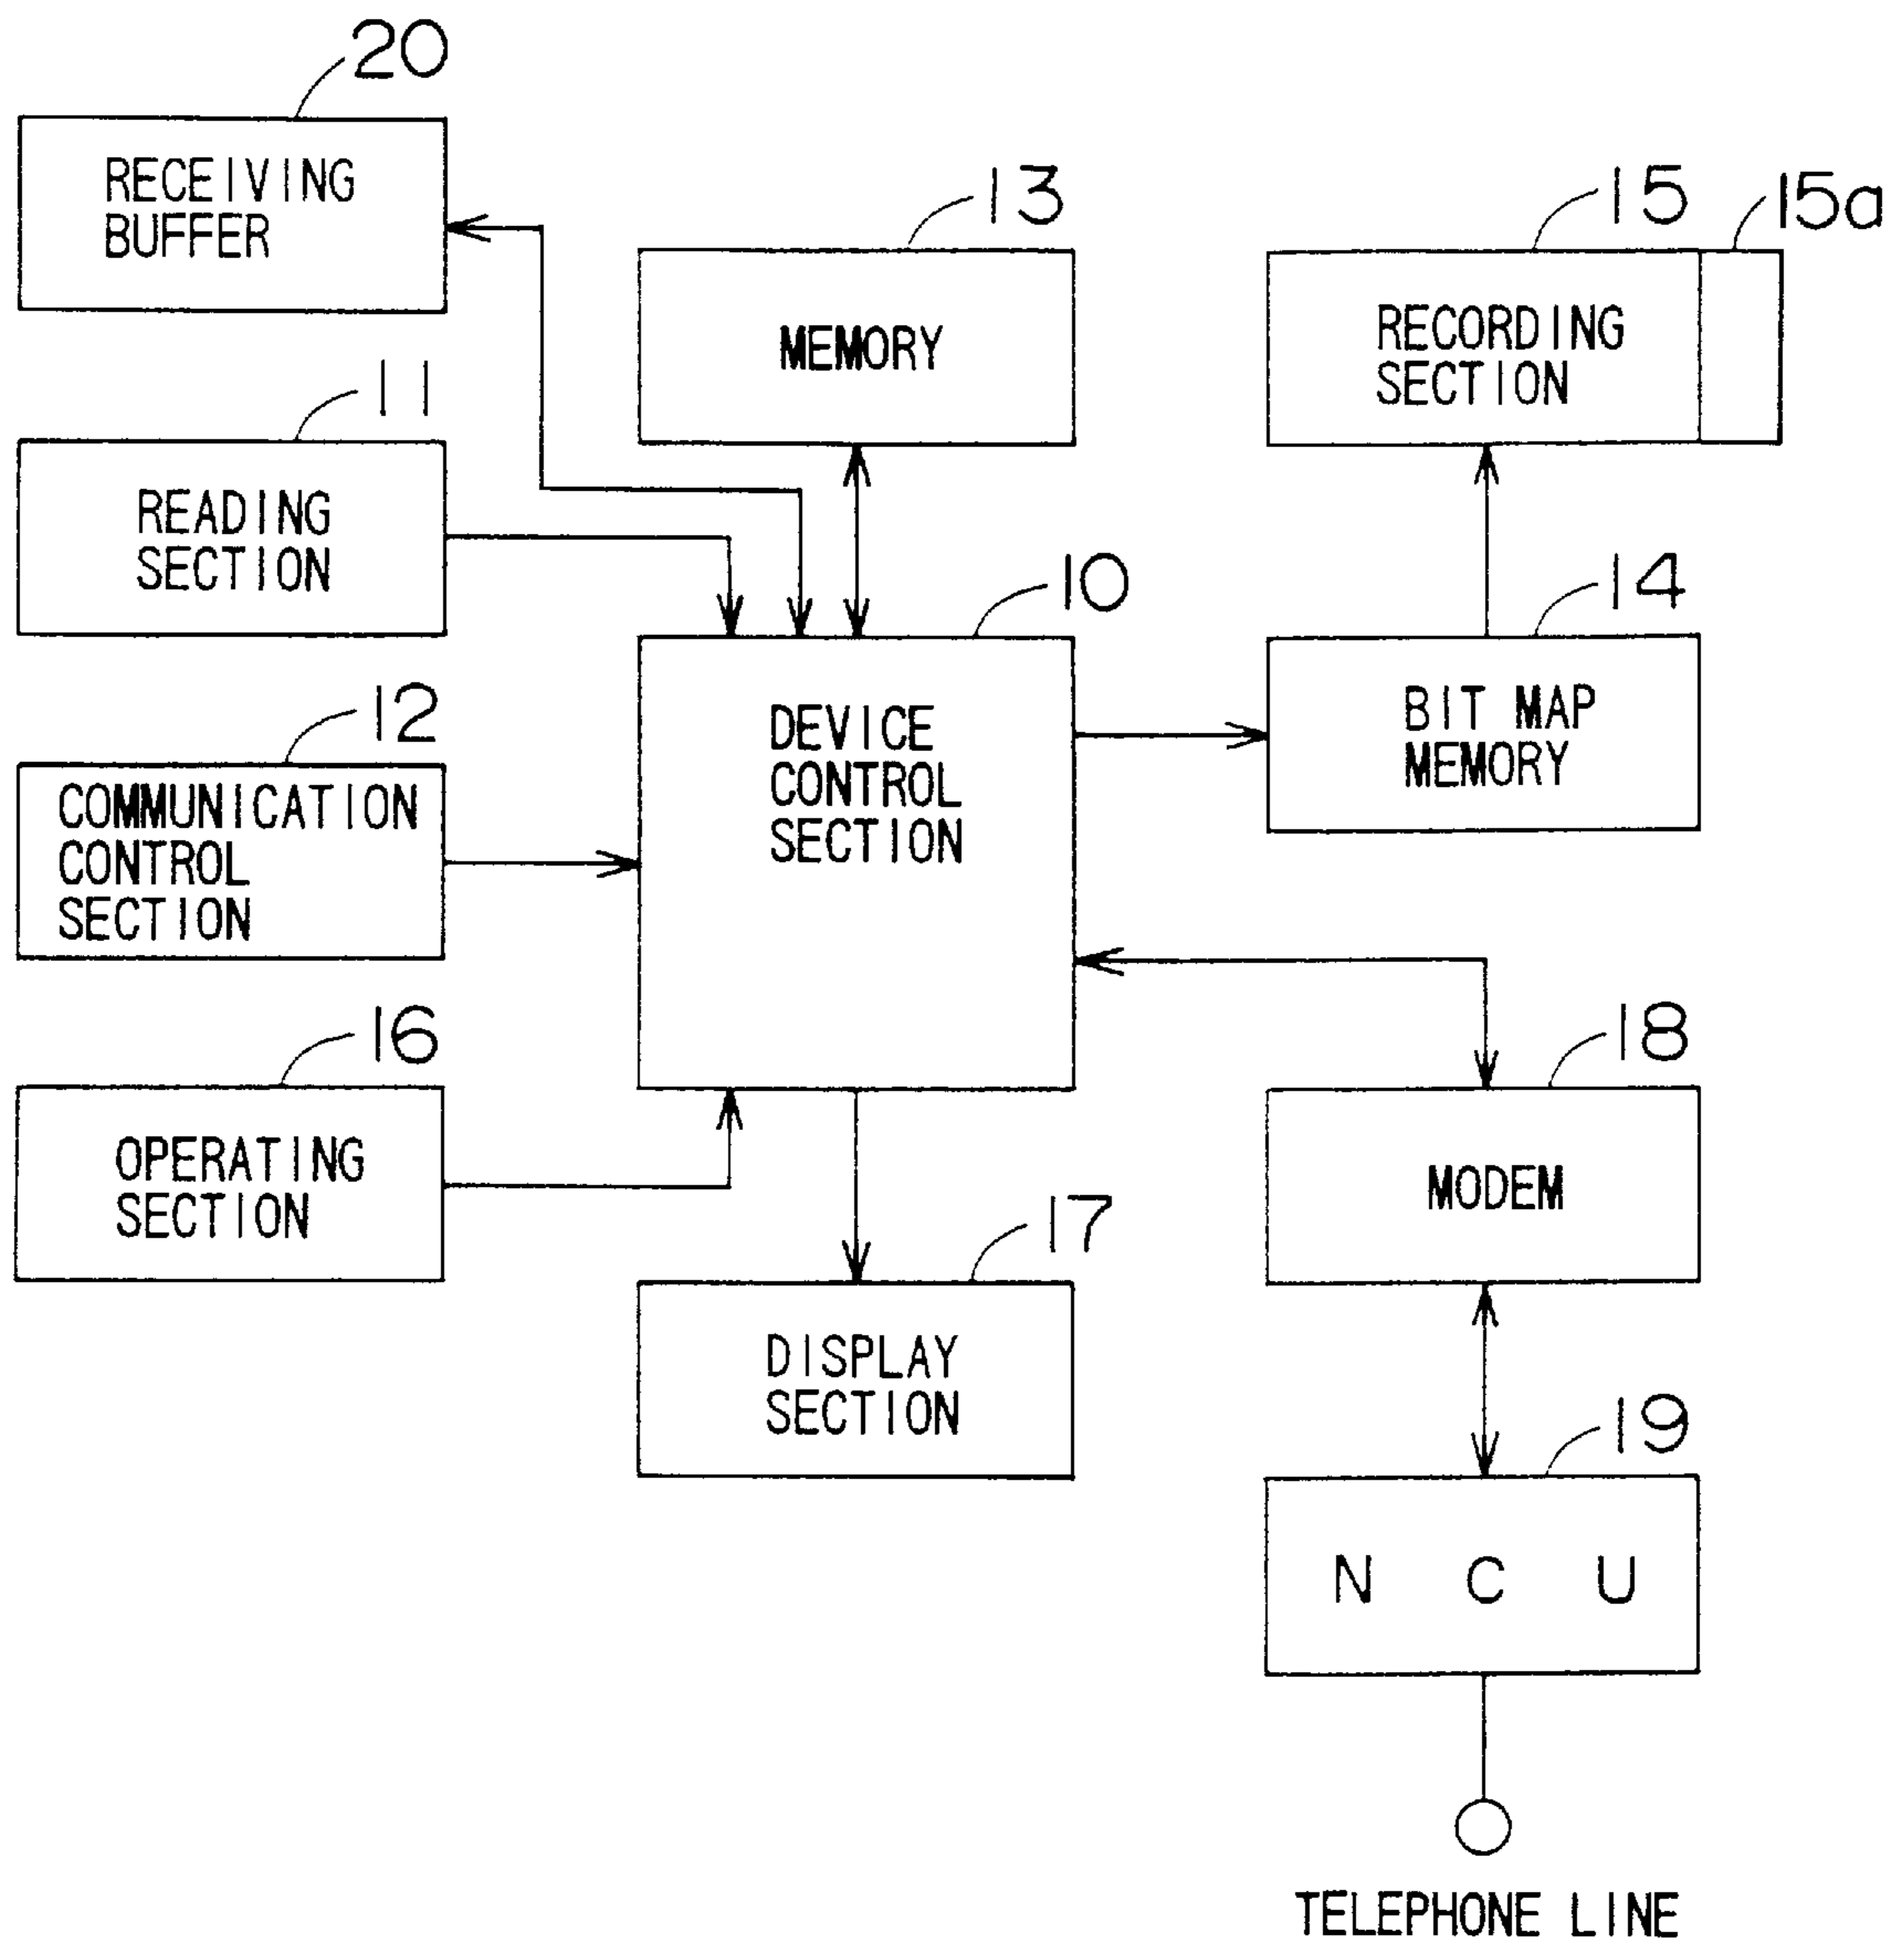 20
RECEIVING
BUFFER
13
MEMORY
15
15a
RECORDING
SECTION
11
READING
SECTION
10
DEVICE
CONTROL
SECTION
14
BIT MAP
MEMORY
12
COMMUNICATION
CONTROL
SECTION
16
OPERATING
SECTION
18
MODEM
17
DISPLAY
SECTION
19
N C U
TELEPHONE LINE